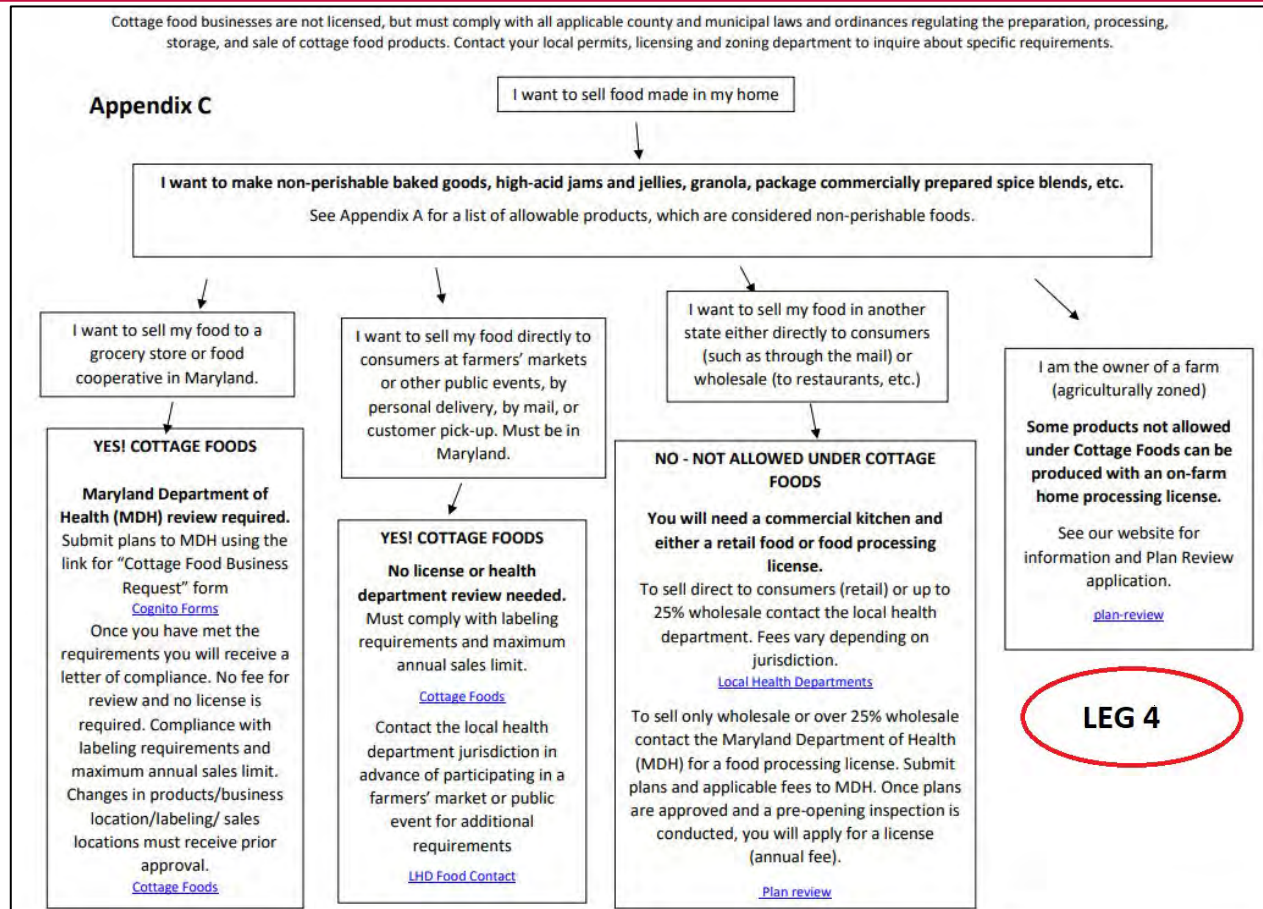 Cottage food businesses are not licensed, but must comply with all applicable county and municipal laws and ordinances regulating the preparation, processing,
storage, and sale of cottage food products. Contact your local permits, licensing and zoning department to inquire about specific requirements.
Appendix C
I want to sell food made in my home
I want to make non-perishable baked goods, high-acid jams and jellies, granola, package commercially prepared spice blends, etc.
See Appendix A for a list of allowable products, which are considered non-perishable foods.
I want to sell my food to a
grocery store or food
cooperative in Maryland.
YES! COTTAGE FOODS
Maryland Department of
Health (MDH) review required.
Submit plans to MDH using the
link for “Cottage Food Business
Request” form
Cognito Forms
Once you have met the
requirements you will receive a
letter of compliance. No fee for
review and no license is
required. Compliance with
labeling requirements and
maximum annual sales limit.
Changes in products/business
location/labeling/ sales
locations must receive prior
approval.
Cottage Foods
I want to sell my food directly to
consumers at farmers’ markets
or other public events, by
personal delivery, by mail, or
customer pick-up. Must be in
Maryland.
YES! COTTAGE FOODS
No license or health
department review needed.
Must comply with labeling
requirements and maximum
annual sales limit.
Cottage Foods
Contact the local health
department jurisdiction in
advance of participating in a
farmers’ market or public
event for additional
requirements
LHD Food Contact
I want to sell my food in another
state either directly to consumers
(such as through the mail) or
wholesale (to restaurants, etc.)
NO - NOT ALLOWED UNDER COTTAGE
FOODS
You will need a commercial kitchen and
either a retail food or food processing
license.
To sell direct to consumers (retail) or up to
25% wholesale contact the local health
department. Fees vary depending on
jurisdiction.
Local Health Departments
To sell only wholesale or over 25% wholesale
contact the Maryland Department of Health
(MDH) for a food processing license. Submit
plans and applicable fees to MDH. Once plans
are approved and a pre-opening inspection is
conducted, you will apply for a license
(annual fee).
Plan review
I am the owner of a farm
(agriculturally zoned)
Some products not allowed
under Cottage Foods can be
produced with an on-farm
home processing license.
See our website for
information and Plan Review
application.
plan-review
LEG 4